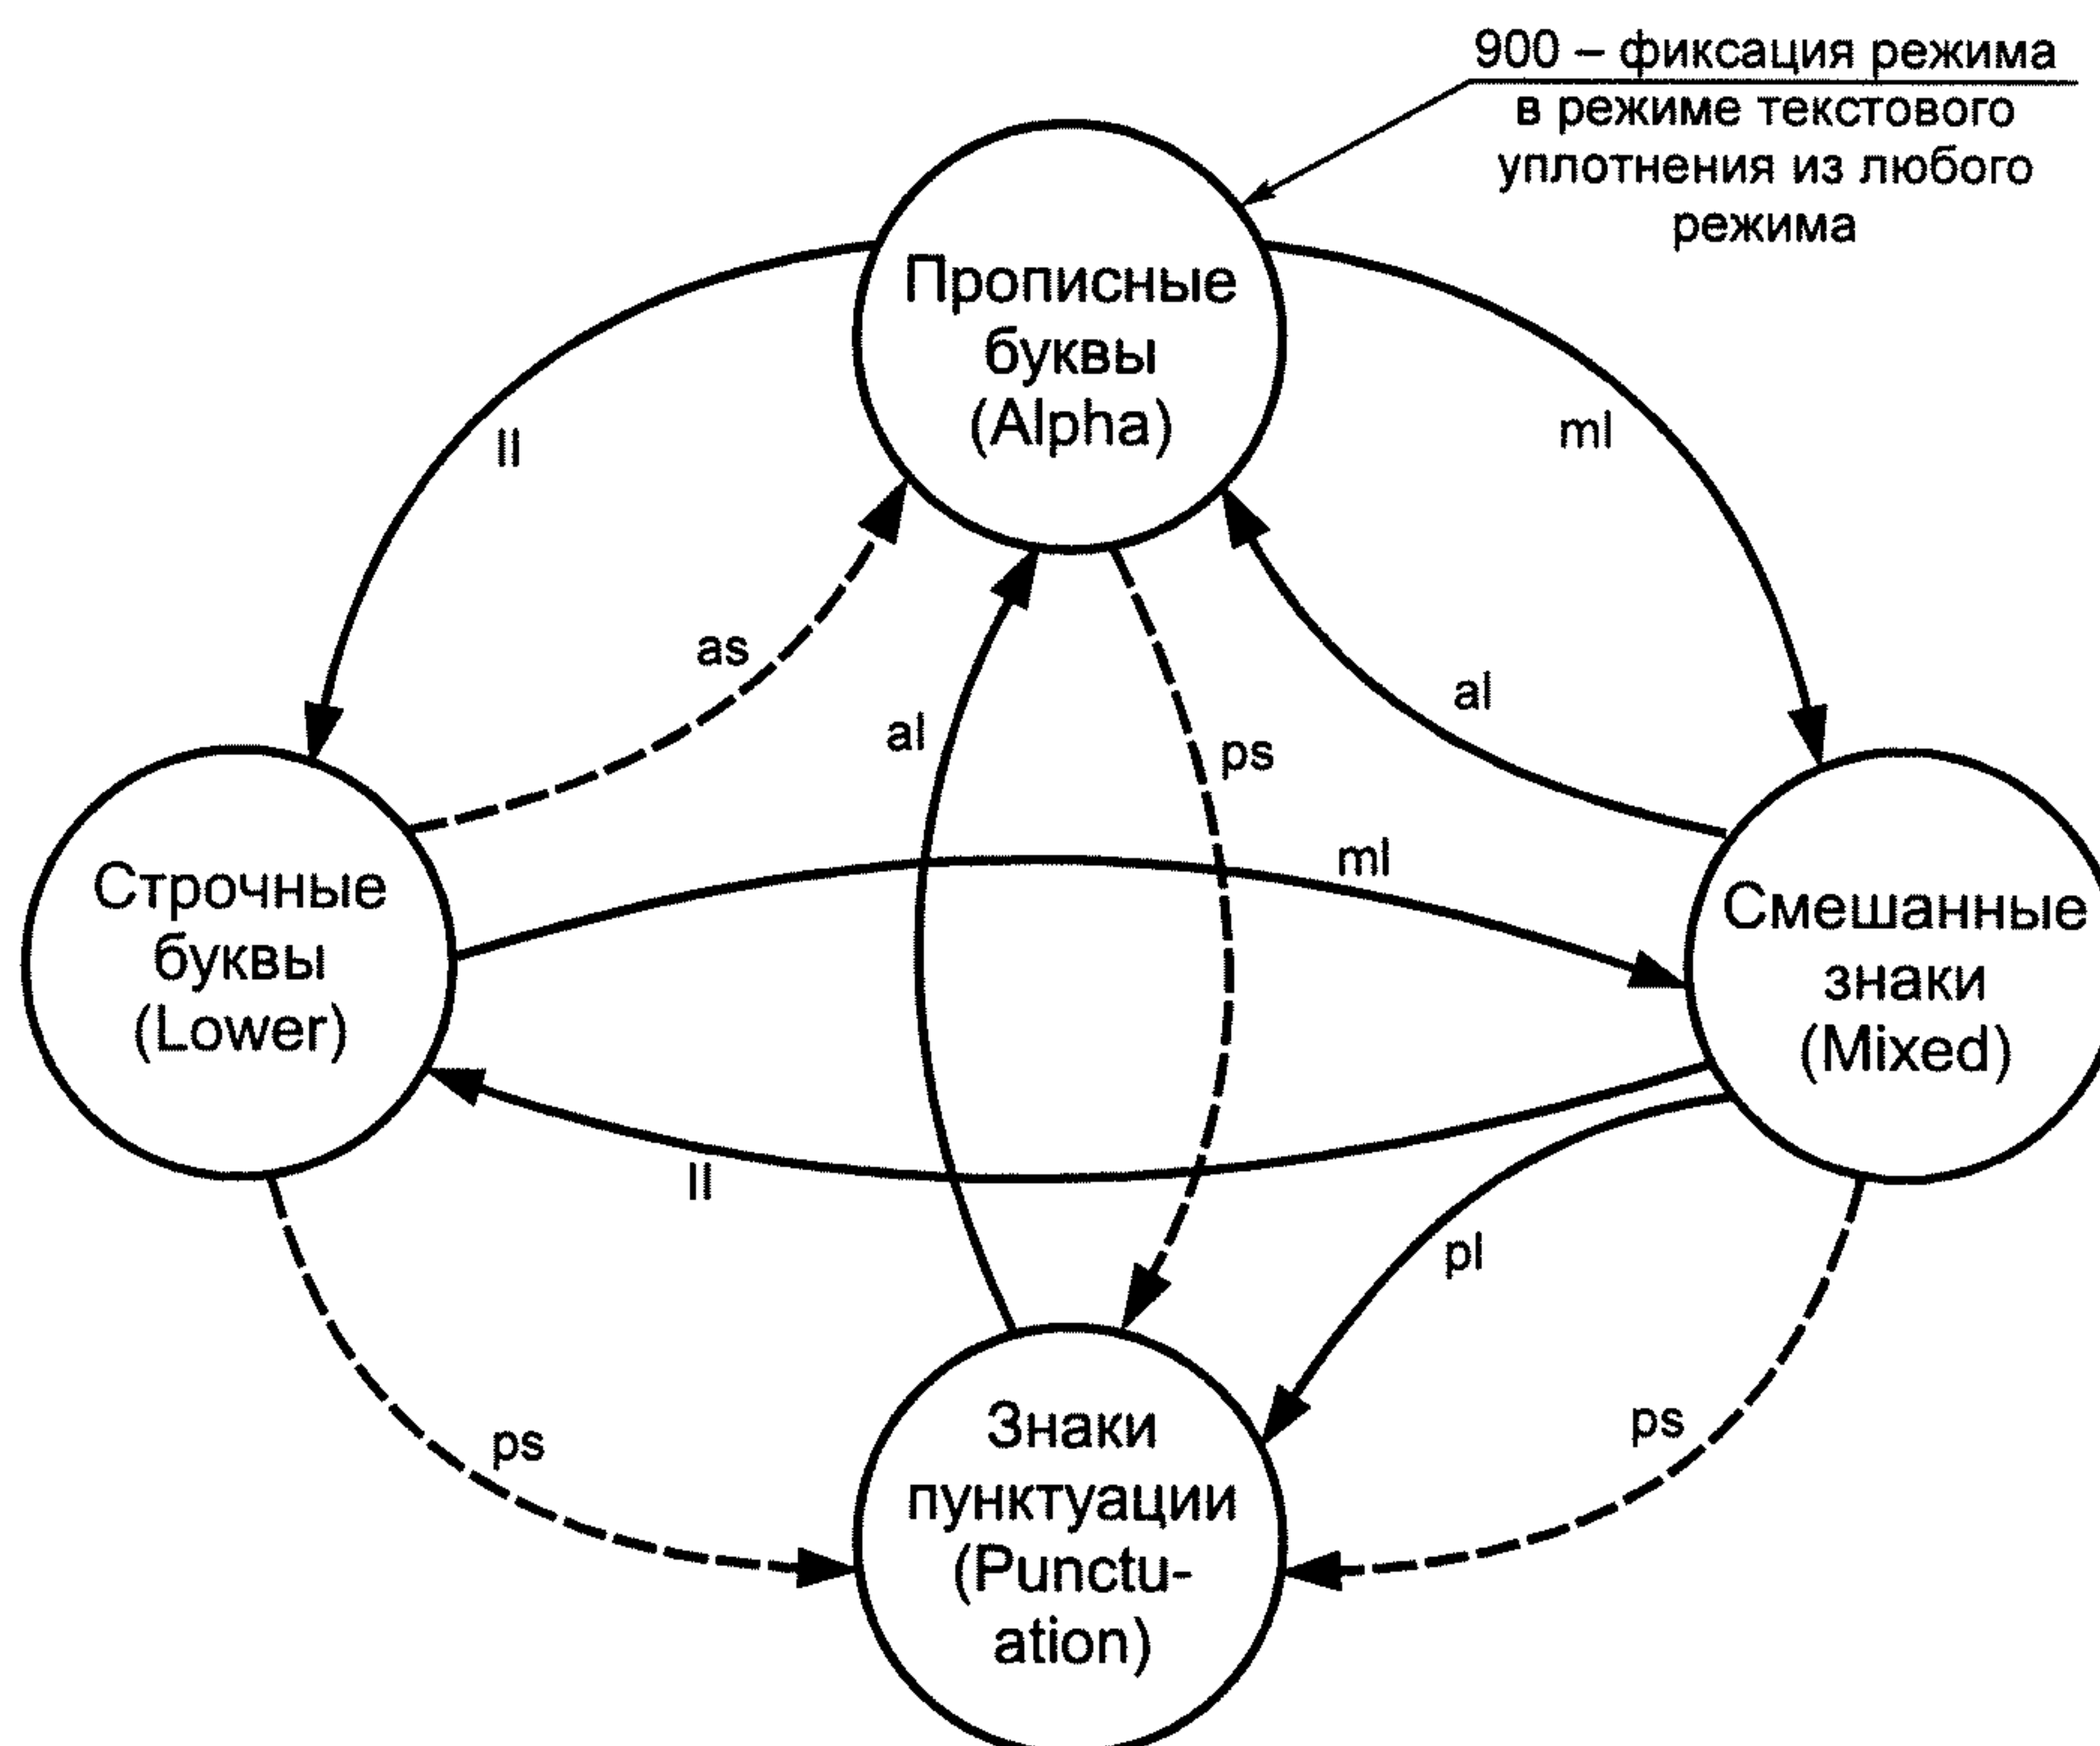 900 – фиксация режима
в режиме текстового
уплотнения из любого
режима
Прописные
буквы
(Alpha)
ll
ml
as
al
al
ps
ml
Строчные
буквы
(Lower)
Смешанные
знаки
(Mixed)
ll
pl
ps
ps
Знаки
пунктуации
(Punctu-
ation)